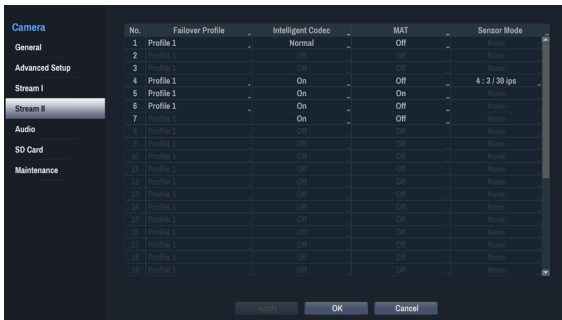 Camera
General
Advanced Setup
Stream I
Stream II
Audio
SD Card
Maintenance
No. Failover Profile Intelligent Codec MAT Sensor Mode
1 Profile 1 Normal Off None
2 Profile 1 Off Off None
3 Profile 1 Off Off None
4 Profile 1 On Off 4 : 3 / 30 ips
5 Profile 1 On On None
6 Profile 1 On Off None
7 Profile 1 On Off None
8 Profile 1 Off Off None
9 Profile 1 Off Off None
10 Profile 1 Off Off None
11 Profile 1 Off Off None
12 Profile 1 Off Off None
13 Profile 1 Off Off None
14 Profile 1 Off Off None
15 Profile 1 Off Off None
16 Profile 1 Off Off None
17 Profile 1 Off Off None
18 Profile 1 Off Off None
19 Profile 1 Off Off None
Apply OK Cancel